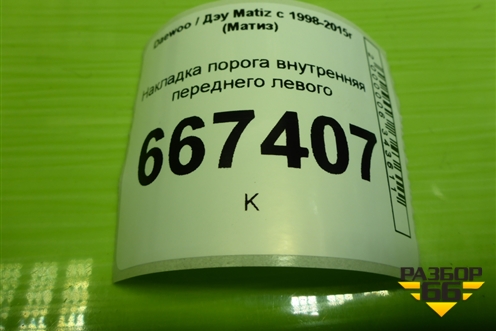 Daewoo / Дэу Matiz с 1998-2015г
(Матиз)
Накладка порога внутренняя
переднего левого
667407
К
РАЗБОР
66